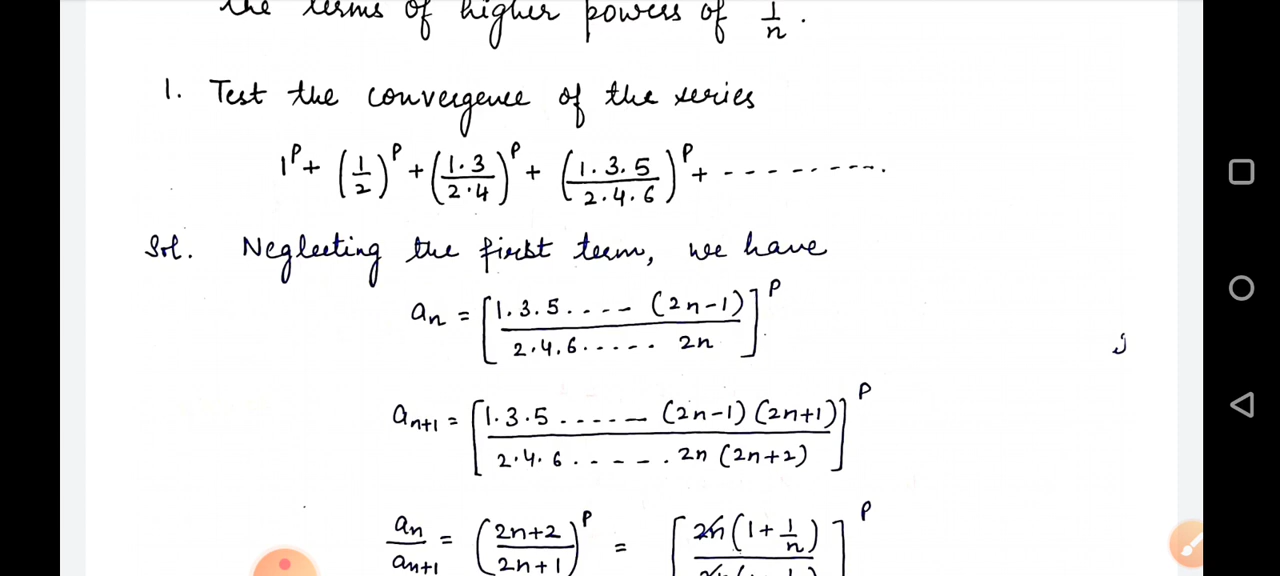 the terms of higher powers of 1/n.
1. Test the convergence of the series
1^p + (1/2)^p + (1.3/2.4)^p + (1.3.5/2.4.6)^p + - - - - - - - - -.
Sol. Neglecting the first term, we have
a_n = [1.3.5.... (2n-1) / 2.4.6...... 2n]^p
a_{n+1} = [1.3.5...... (2n-1)(2n+1) / 2.4.6...... 2n(2n+2)]^p
a_n/a_{n+1} = (2n+2/2n+1)^p = [2n(1+1/n)